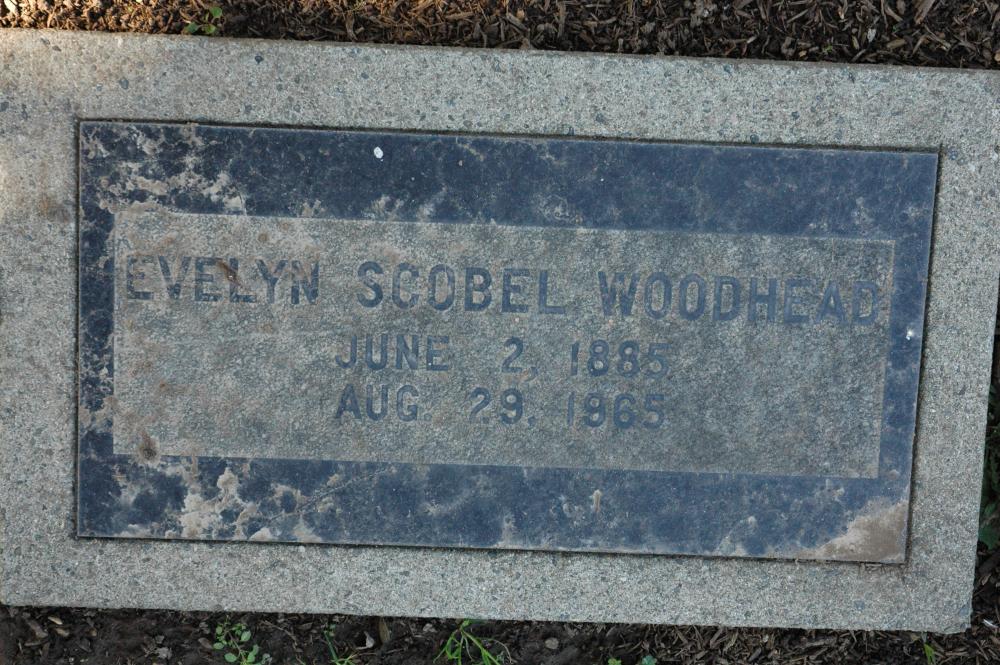 EVELYN SCOBEL WOODHEAD
JUNE 2, 1885
AUG. 29, 1965